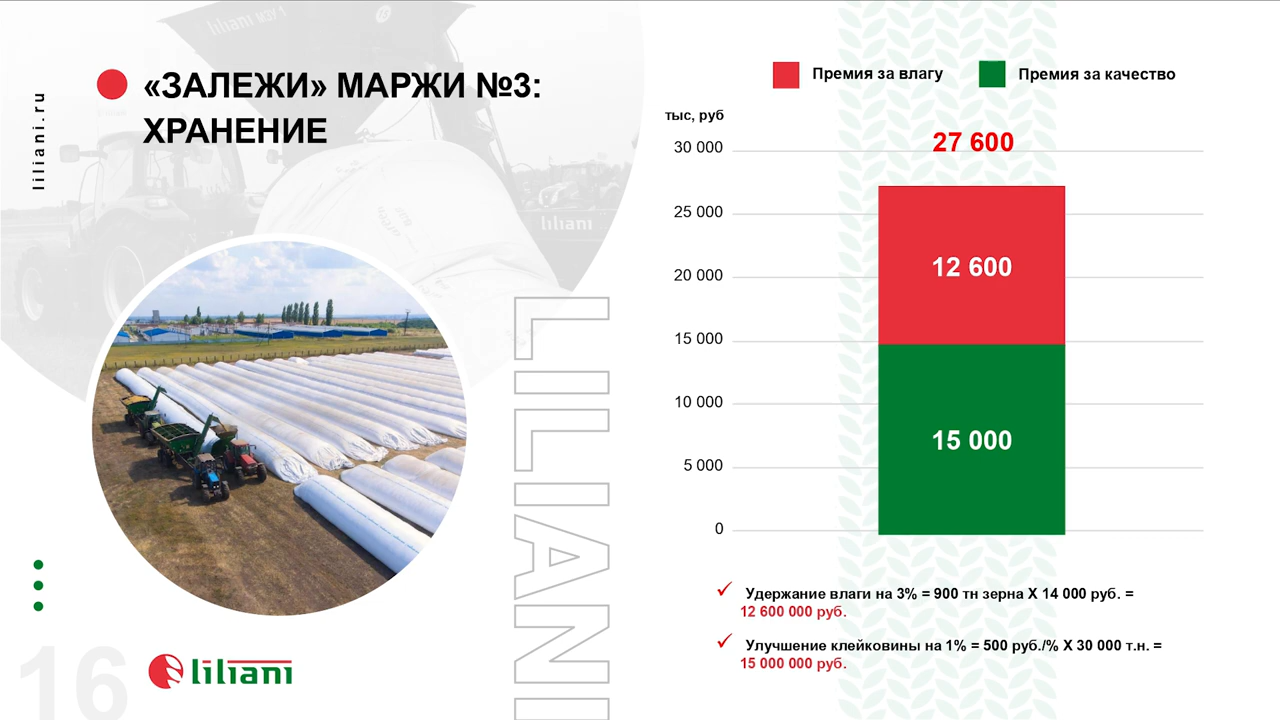 liliani.ru
«ЗАЛЕЖИ» МАРЖИ №3:
ХРАНЕНИЕ
liliani
LILIANI
16
liliani
Премия за влагу
Премия за качество
тыс, руб
30 000
25 000
20 000
15 000
10 000
5 000
0
27 600
12 600
15 000
Удержание влаги на 3% = 900 тн зерна Х 14 000 руб. =
12 600 000 руб.
Улучшение клейковины на 1% = 500 руб./% Х 30 000 т.н. =
15 000 000 руб.